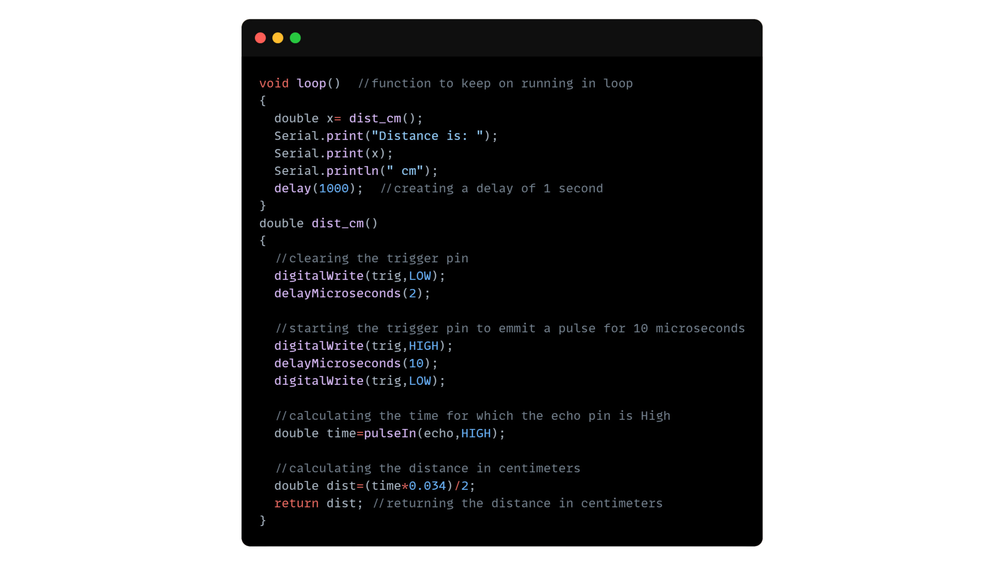 void loop()  //function to keep on running in loop
{
  double x= dist_cm();
  Serial.print("Distance is: ");
  Serial.print(x);
  Serial.println(" cm");
  delay(1000);  //creating a delay of 1 second
}
double dist_cm()
{
  //clearing the trigger pin
  digitalWrite(trig,LOW);
  delayMicroseconds(2);

  //starting the trigger pin to emmit a pulse for 10 microseconds
  digitalWrite(trig,HIGH);
  delayMicroseconds(10);
  digitalWrite(trig,LOW);

  //calculating the time for which the echo pin is High
  double time=pulseIn(echo,HIGH);

  //calculating the distance in centimeters
  double dist=(time*0.034)/2;
  return dist; //returning the distance in centimeters
}